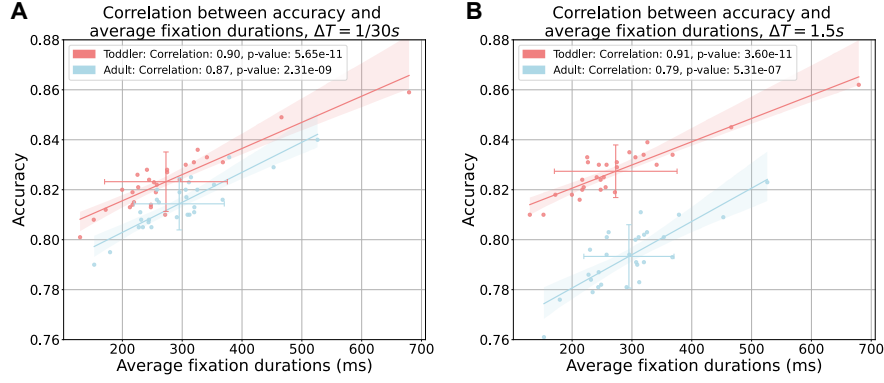 A
Correlation between accuracy and
average fixation durations, ΔT = 1/30s
Toddler: Correlation: 0.90, p-value: 5.65e-11
Adult: Correlation: 0.87, p-value: 2.31e-09
Accuracy
0.88
0.86
0.84
0.82
0.80
0.78
0.76
200 300 400 500 600 700
Average fixation durations (ms)
B
Correlation between accuracy and
average fixation durations, ΔT = 1.5s
Toddler: Correlation: 0.91, p-value: 3.60e-11
Adult: Correlation: 0.79, p-value: 5.31e-07
Accuracy
0.88
0.86
0.84
0.82
0.80
0.78
0.76
200 300 400 500 600 700
Average fixation durations (ms)